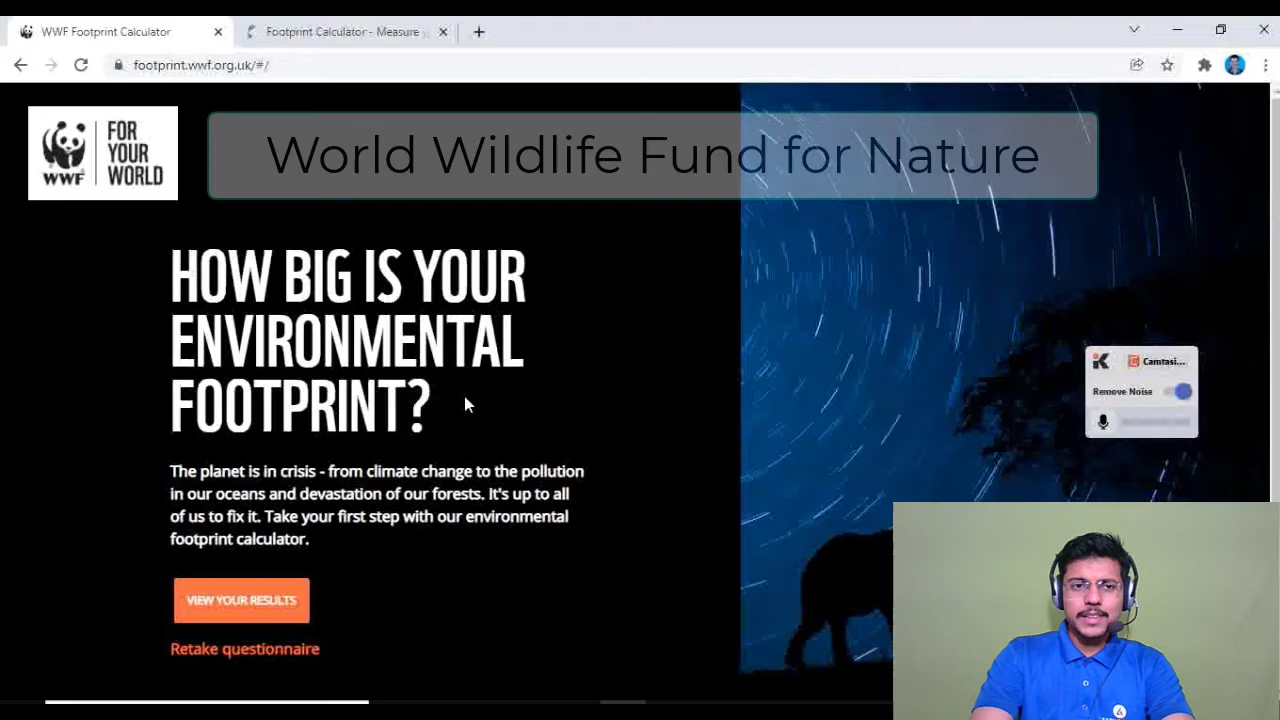 WWF Footprint Calculator
Footprint Calculator - Measure
footprint.wwf.org.uk/#/
WWF
FOR
YOUR
WORLD
World Wildlife Fund for Nature
HOW BIG IS YOUR
ENVIRONMENTAL
FOOTPRINT?
The planet is in crisis - from climate change to the pollution
in our oceans and devastation of our forests. It's up to all
of us to fix it. Take your first step with our environmental
footprint calculator.
VIEW YOUR RESULTS
Retake questionnaire
Camtasi...
Remove Noise